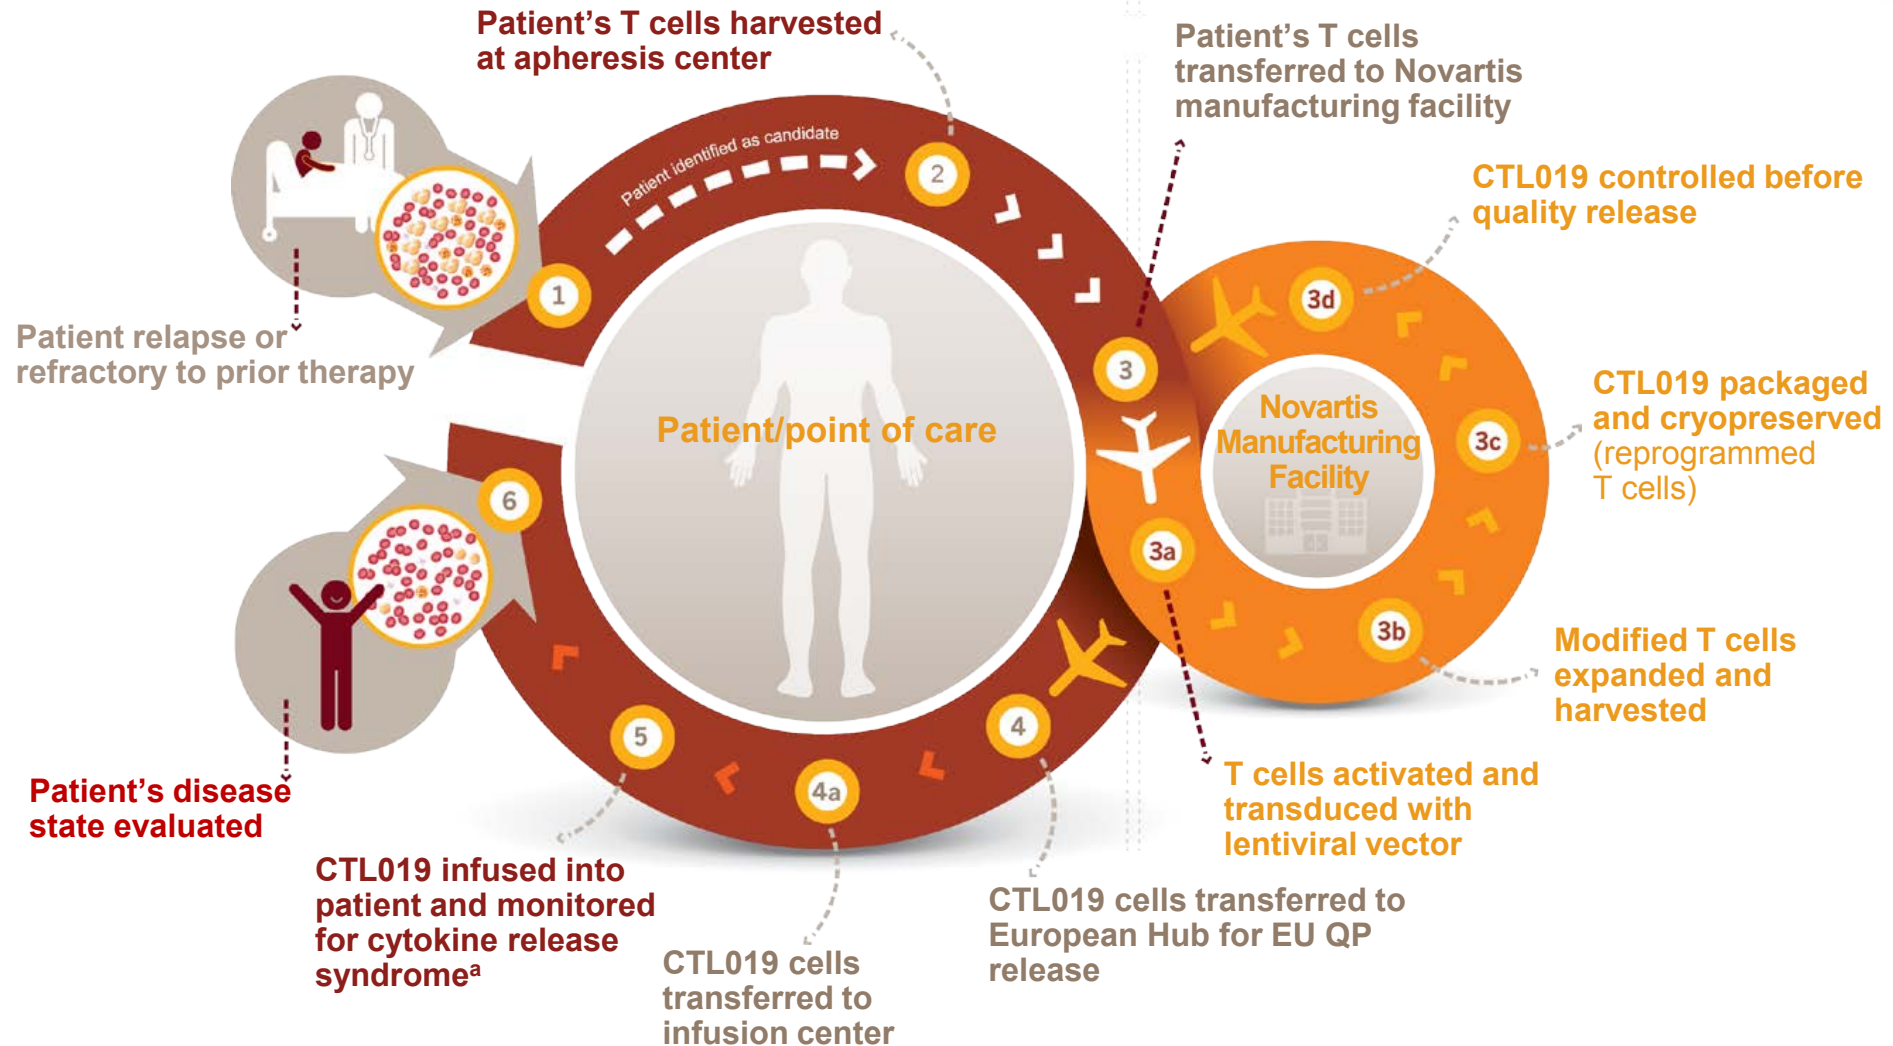 Patient’s T cells harvested
at apheresis center
Patient’s T cells
transferred to Novartis
manufacturing facility
Patient identified as candidate
2
CTL019 controlled before
quality release
1
3d
Patient relapse or
refractory to prior therapy
3
CTL019 packaged
and cryopreserved
(reprogrammed
T cells)
Patient/point of care
Novartis
Manufacturing
Facility
3c
6
3a
3b
Modified T cells
expanded and
harvested
5
4
4a
Patient’s disease
state evaluated
T cells activated and
transduced with
lentiviral vector
CTL019 infused into
patient and monitored
for cytokine release
syndromeᵃ
CTL019 cells transferred to
European Hub for EU QP
release
CTL019 cells
transferred to
infusion center